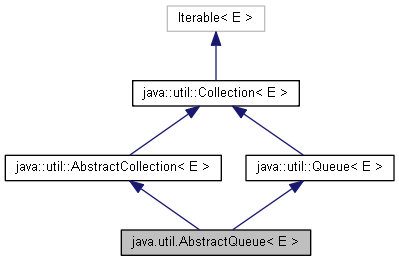 Iterable< E >
java::util::Collection< E >
java::util::AbstractCollection< E >
java::util::Queue< E >
java.util.AbstractQueue< E >